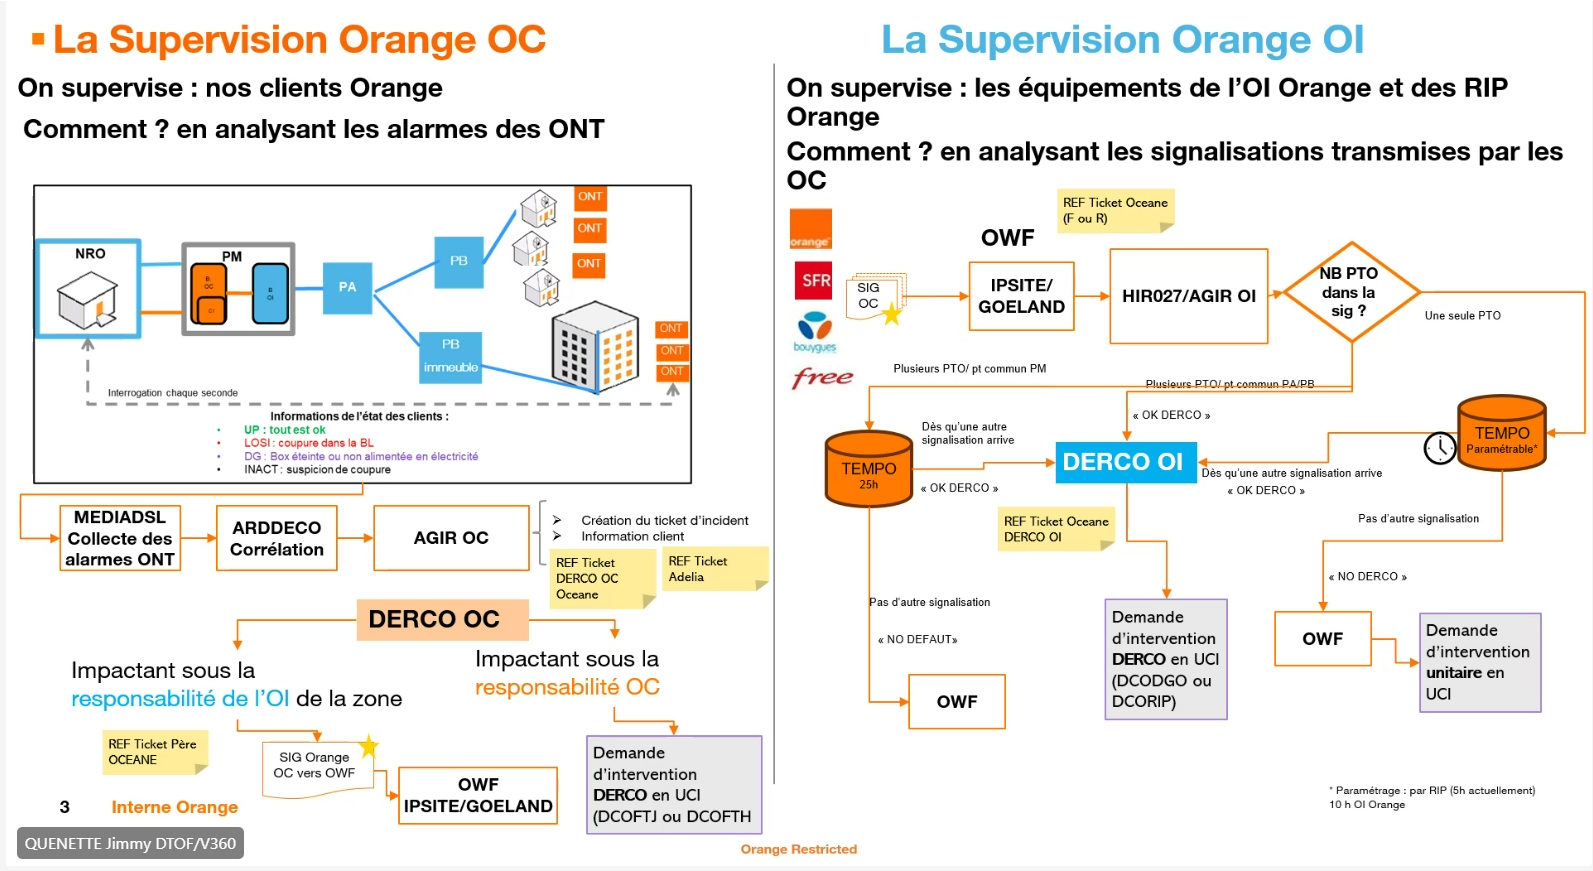 La Supervision Orange OC
On supervise : nos clients Orange
Comment ? en analysant les alarmes des ONT
NRO
PM
B.
OC
C1
B
OI
PA
PB
PB
immeuble
ONT
ONT
ONT
ONT
ONT
ONT
Interrogation chaque seconde
Informations de l'état des clients :
• UP : tout est ok
• LOSI : coupure dans la BL
• DG : Box éteinte ou non alimentée en électricité
• INACT : suspicion de coupure
MEDIADSL
Collecte des
alarmes ONT
ARDDECO
Corrélation
AGIR OC
➢ Création du ticket d'incident
➢ Information client
REF Ticket
DERCO OC
Oceane
REF Ticket
Adelia
DERCO OC
Impactant sous la
responsabilité de l'OI de la zone
Impactant sous la
responsabilité OC
REF Ticket Père
OCEANE
SIG Orange
OC vers OWF
OWF
IPSITE/GOELAND
Demande
d'intervention
DERCO en UCI
(DCOFTJ ou DCOFTH
3
Interne Orange
QUENETTE Jimmy DTOF/V360
Orange Restricted
La Supervision Orange OI
On supervise : les équipements de l'OI Orange et des RIP
Orange
Comment ? en analysant les signalisations transmises par les
OC
orange
SFR
bouygues
free
SIG
OC
OWF
REF Ticket Oceane
(F ou R)
IPSITE/
GOELAND
HIR027/AGIR OI
NB PTO
dans la
sig ?
Une seule PTO
Plusieurs PTO/ pt commun PM
Plusieurs PTO/ pt commun PA/PB
« OK DERCO »
Dès qu'une autre
signalisation arrive
TEMPO
25h
« OK DERCO »
DERCO OI
TEMPO
Paramétrable*
Dès qu'une autre signalisation arrive
« OK DERCO »
REF Ticket Oceane
DERCO OI
Pas d'autre signalisation
« NO DERCO »
Pas d'autre signalisation
« NO DEFAUT»
OWF
Demande
d'intervention
DERCO en UCI
(DCODGO ou
DCORIP)
OWF
Demande
d'intervention
unitaire en
UCI
* Paramétrage : par RIP (5h actuellement)
10 h OI Orange